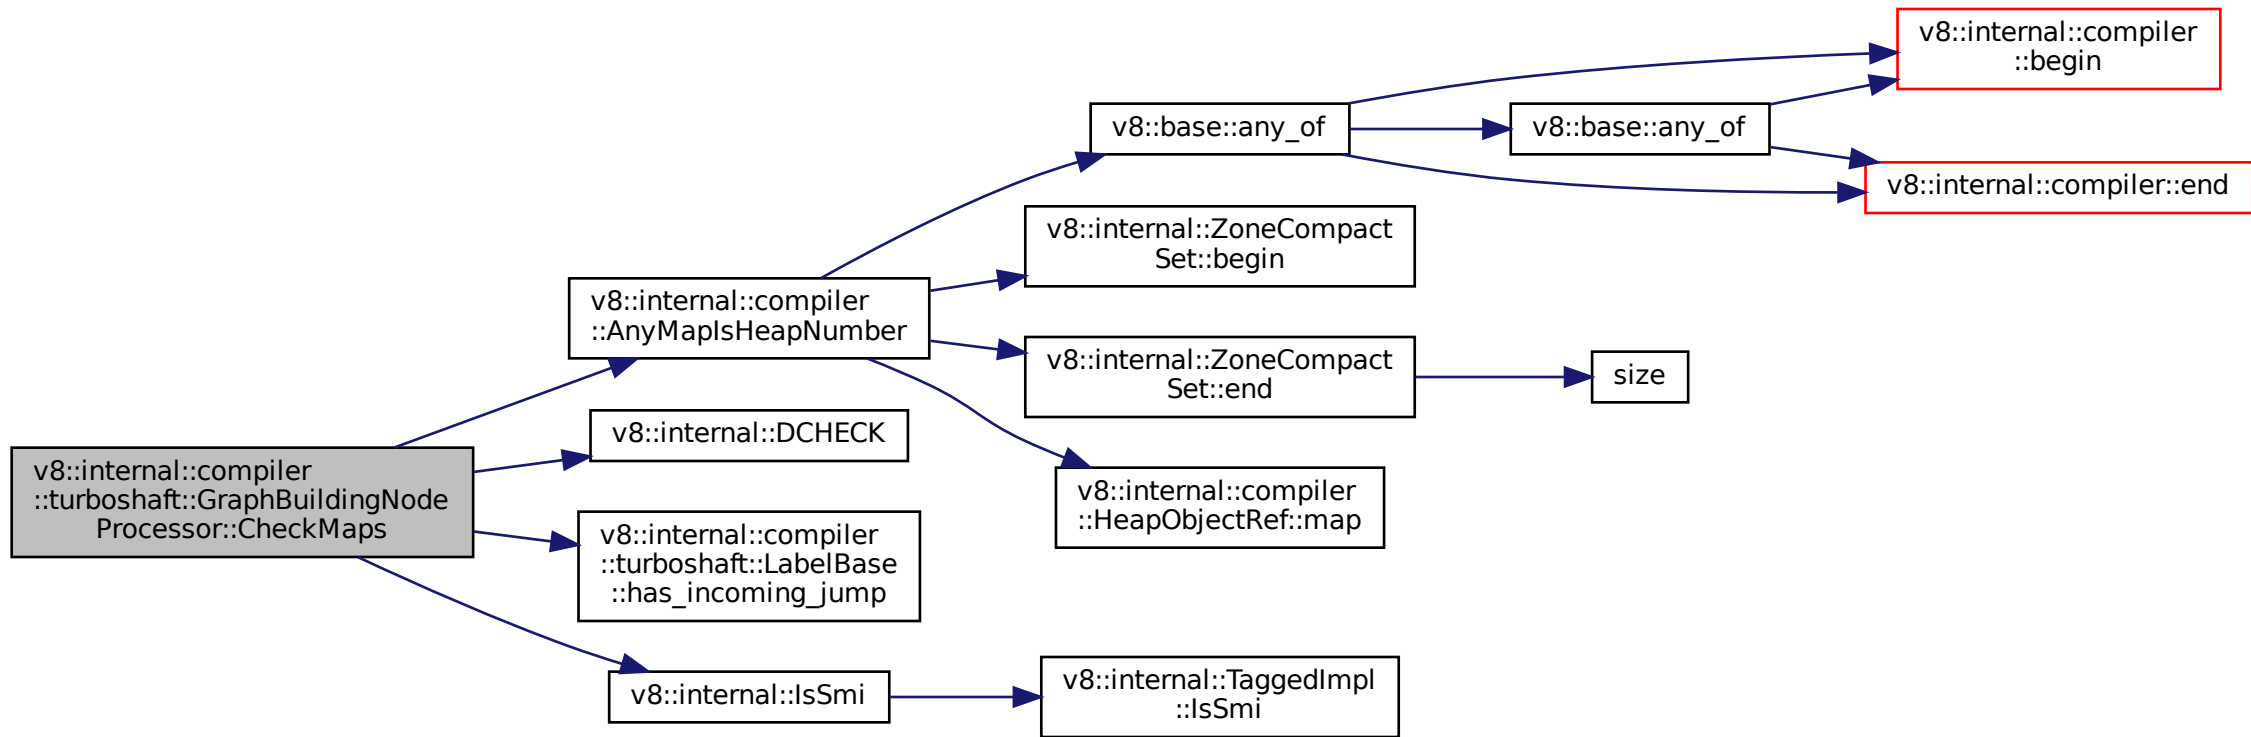 v8::internal::compiler
::begin
v8::base::any_of
v8::base::any_of
v8::internal::compiler::end
v8::internal::ZoneCompact
Set::begin
v8::internal::compiler
::AnyMapIsHeapNumber
v8::internal::ZoneCompact
Set::end
size
v8::internal::DCHECK
v8::internal::compiler
::turboshaft::GraphBuildingNode
Processor::CheckMaps
v8::internal::compiler
::HeapObjectRef::map
v8::internal::compiler
::turboshaft::LabelBase
::has_incoming_jump
v8::internal::IsSmi
v8::internal::TaggedImpl
::IsSmi